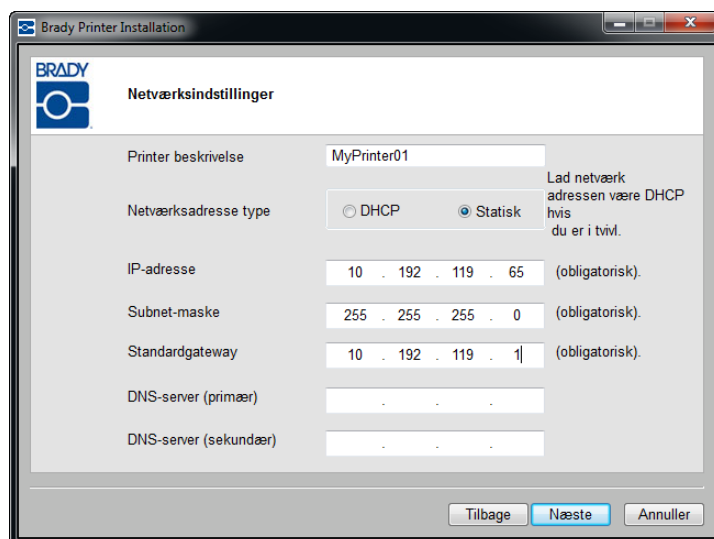 Brady Printer Installation
BRADY
Netværksindstillinger
Printer beskrivelse
MyPrinter01
Netværksadresse type
DHCP
Statisk
Lad netværk
adressen være DHCP
hvis
du er i tvivl.
IP-adresse
10 . 192 . 119 . 65
(obligatorisk).
Subnet-maske
255 . 255 . 255 . 0
(obligatorisk).
Standardgateway
10 . 192 . 119 . 1
(obligatorisk).
DNS-server (primær)
. . .
DNS-server (sekundær)
. . .
Tilbage
Næste
Annuller